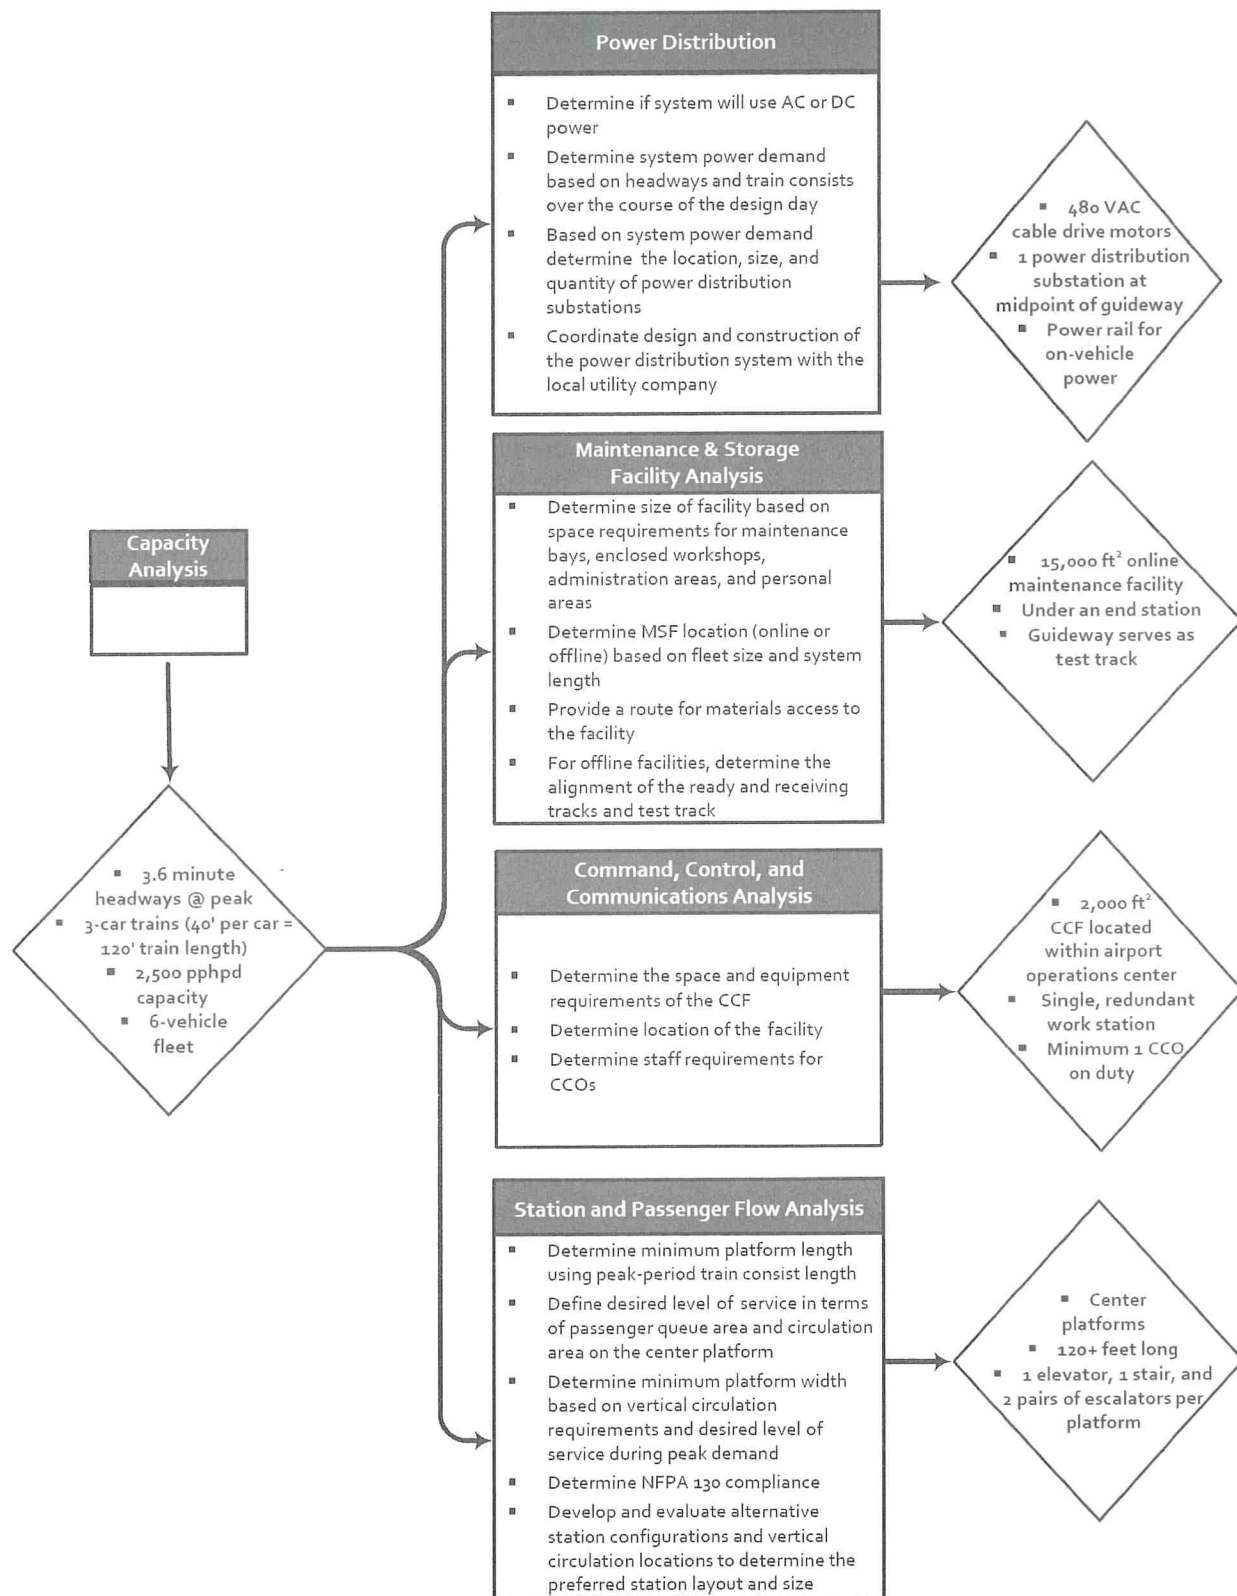 Power Distribution
▪ Determine if system will use AC or DC
power
▪ Determine system power demand
based on headways and train consists
over the course of the design day
▪ Based on system power demand
determine the location, size, and
quantity of power distribution
substations
▪ Coordinate design and construction of
the power distribution system with the
local utility company
▪ 480 VAC
cable drive motors
▪ 1 power distribution
substation at
midpoint of guideway
▪ Power rail for
on-vehicle
power
Maintenance & Storage
Facility Analysis
▪ Determine size of facility based on
space requirements for maintenance
bays, enclosed workshops,
administration areas, and personal
areas
▪ Determine MSF location (online or
offline) based on fleet size and system
length
▪ Provide a route for materials access to
the facility
▪ For offline facilities, determine the
alignment of the ready and receiving
tracks and test track
▪ 15,000 ft² online
maintenance facility
▪ Under an end station
▪ Guideway serves as
test track
Capacity
Analysis
▪ 3.6 minute
headways @ peak
▪ 3-car trains (40' per car =
120' train length)
▪ 2,500 pphpd
capacity
▪ 6-vehicle
fleet
Command, Control, and
Communications Analysis
▪ Determine the space and equipment
requirements of the CCF
▪ Determine location of the facility
▪ Determine staff requirements for
CCOs
▪ 2,000 ft²
CCF located
within airport
operations center
▪ Single, redundant
work station
▪ Minimum 1 CCO
on duty
Station and Passenger Flow Analysis
▪ Determine minimum platform length
using peak-period train consist length
▪ Define desired level of service in terms
of passenger queue area and circulation
area on the center platform
▪ Determine minimum platform width
based on vertical circulation
requirements and desired level of
service during peak demand
▪ Determine NFPA 130 compliance
▪ Develop and evaluate alternative
station configurations and vertical
circulation locations to determine the
preferred station layout and size
▪ Center
platforms
▪ 120+ feet long
▪ 1 elevator, 1 stair, and
2 pairs of escalators per
platform